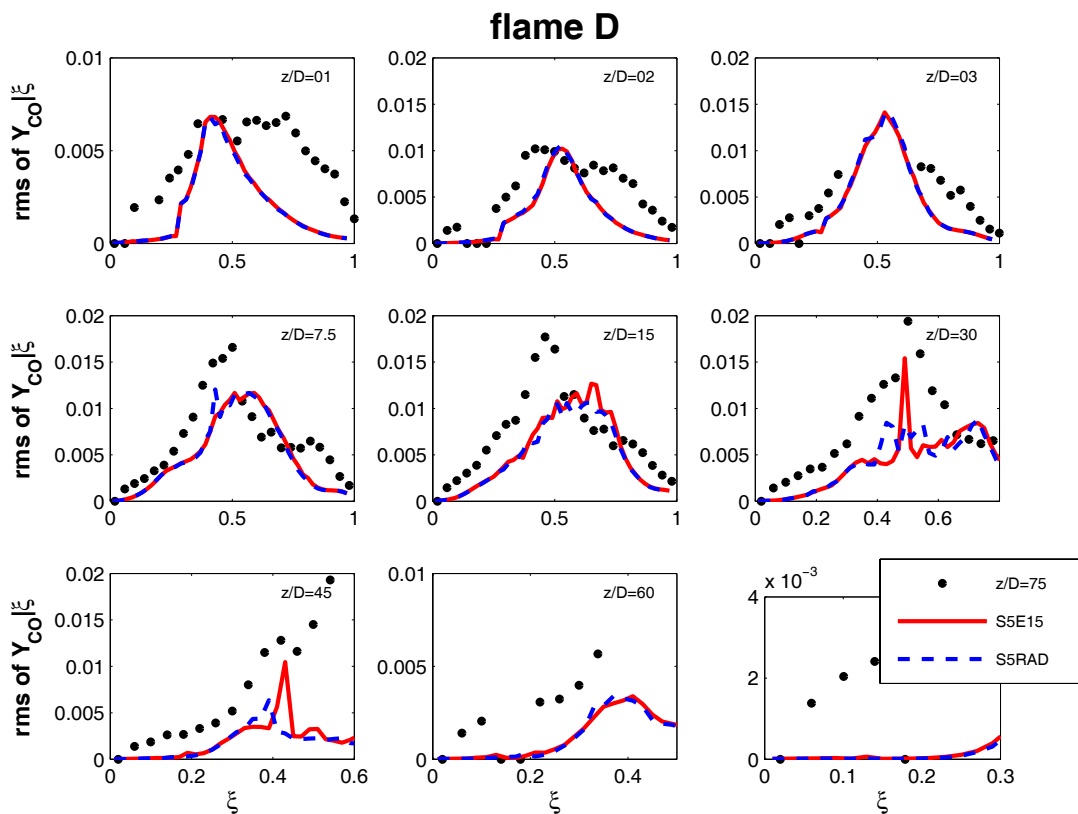 flame D
rms of Y_CO|ξ
0.01
0.005
0
0 0.5 1
z/D=01
0.02
0.015
0.01
0.005
0
0 0.5 1
z/D=02
0.02
0.015
0.01
0.005
0
0 0.5 1
z/D=03
rms of Y_CO|ξ
0.02
0.015
0.01
0.005
0
0 0.5 1
z/D=7.5
0.02
0.015
0.01
0.005
0
0 0.5 1
z/D=15
0.02
0.015
0.01
0.005
0
0.2 0.4 0.6
z/D=30
rms of Y_CO|ξ
0.02
0.015
0.01
0.005
0
0 0.2 0.4 0.6
z/D=45
ξ
0.01
0.005
0
0 0.2 0.4
z/D=60
ξ
x 10^-3
4
2
0
0 0.1 0.2 0.3
ξ
z/D=75
S5E15
S5RAD